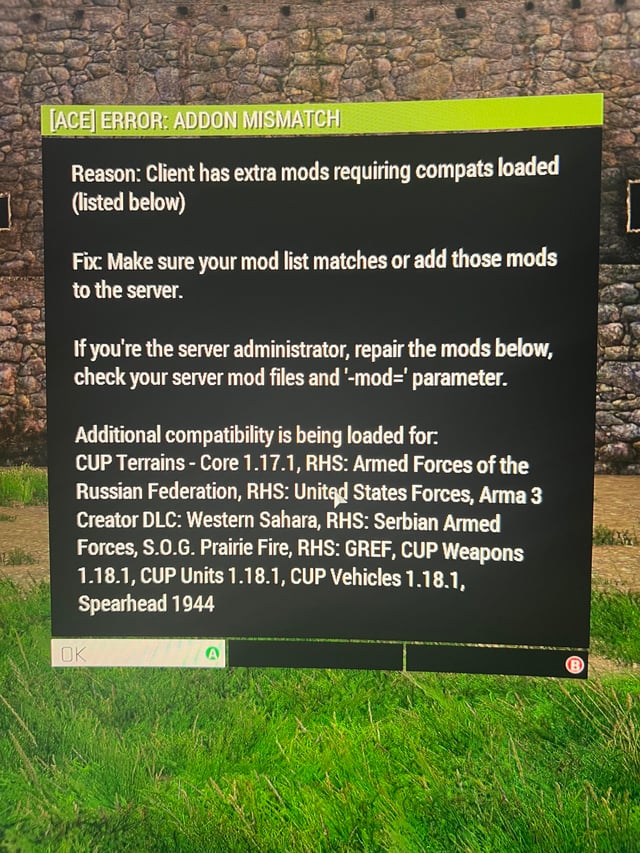 [ACE] ERROR: ADDON MISMATCH
Reason: Client has extra mods requiring compats loaded
(listed below)
Fix: Make sure your mod list matches or add those mods
to the server.
If you're the server administrator, repair the mods below,
check your server mod files and '-mod=' parameter.
Additional compatibility is being loaded for:
CUP Terrains - Core 1.17.1, RHS: Armed Forces of the
Russian Federation, RHS: United States Forces, Arma 3
Creator DLC: Western Sahara, RHS: Serbian Armed
Forces, S.O.G. Prairie Fire, RHS: GREF, CUP Weapons
1.18.1, CUP Units 1.18.1, CUP Vehicles 1.18.1,
Spearhead 1944
OK A B